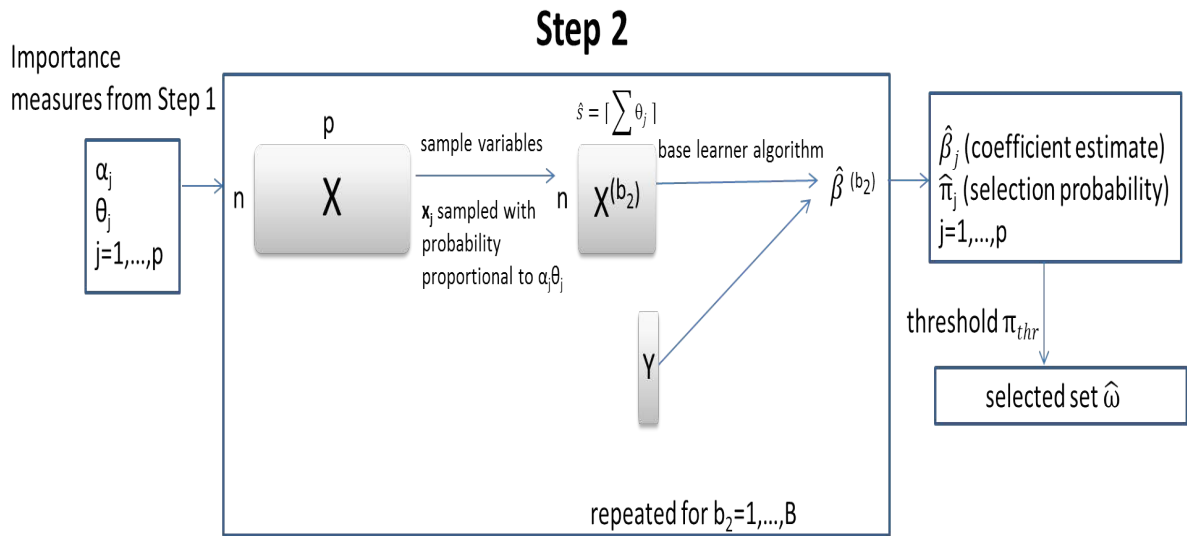 Step 2
Importance
measures from Step 1
αⱼ
θⱼ
j=1,...,p
p
n
X
sample variables
xⱼ sampled with
probability
proportional to αⱼθⱼ
ŝ = ⌈∑ θⱼ ⌉
n
X(b₂)
base learner algorithm
Y
β̂ (b₂)
repeated for b₂=1,...,B
β̂ⱼ (coefficient estimate)
π̂ⱼ (selection probability)
j=1,...,p
threshold πthr
selected set ω̂